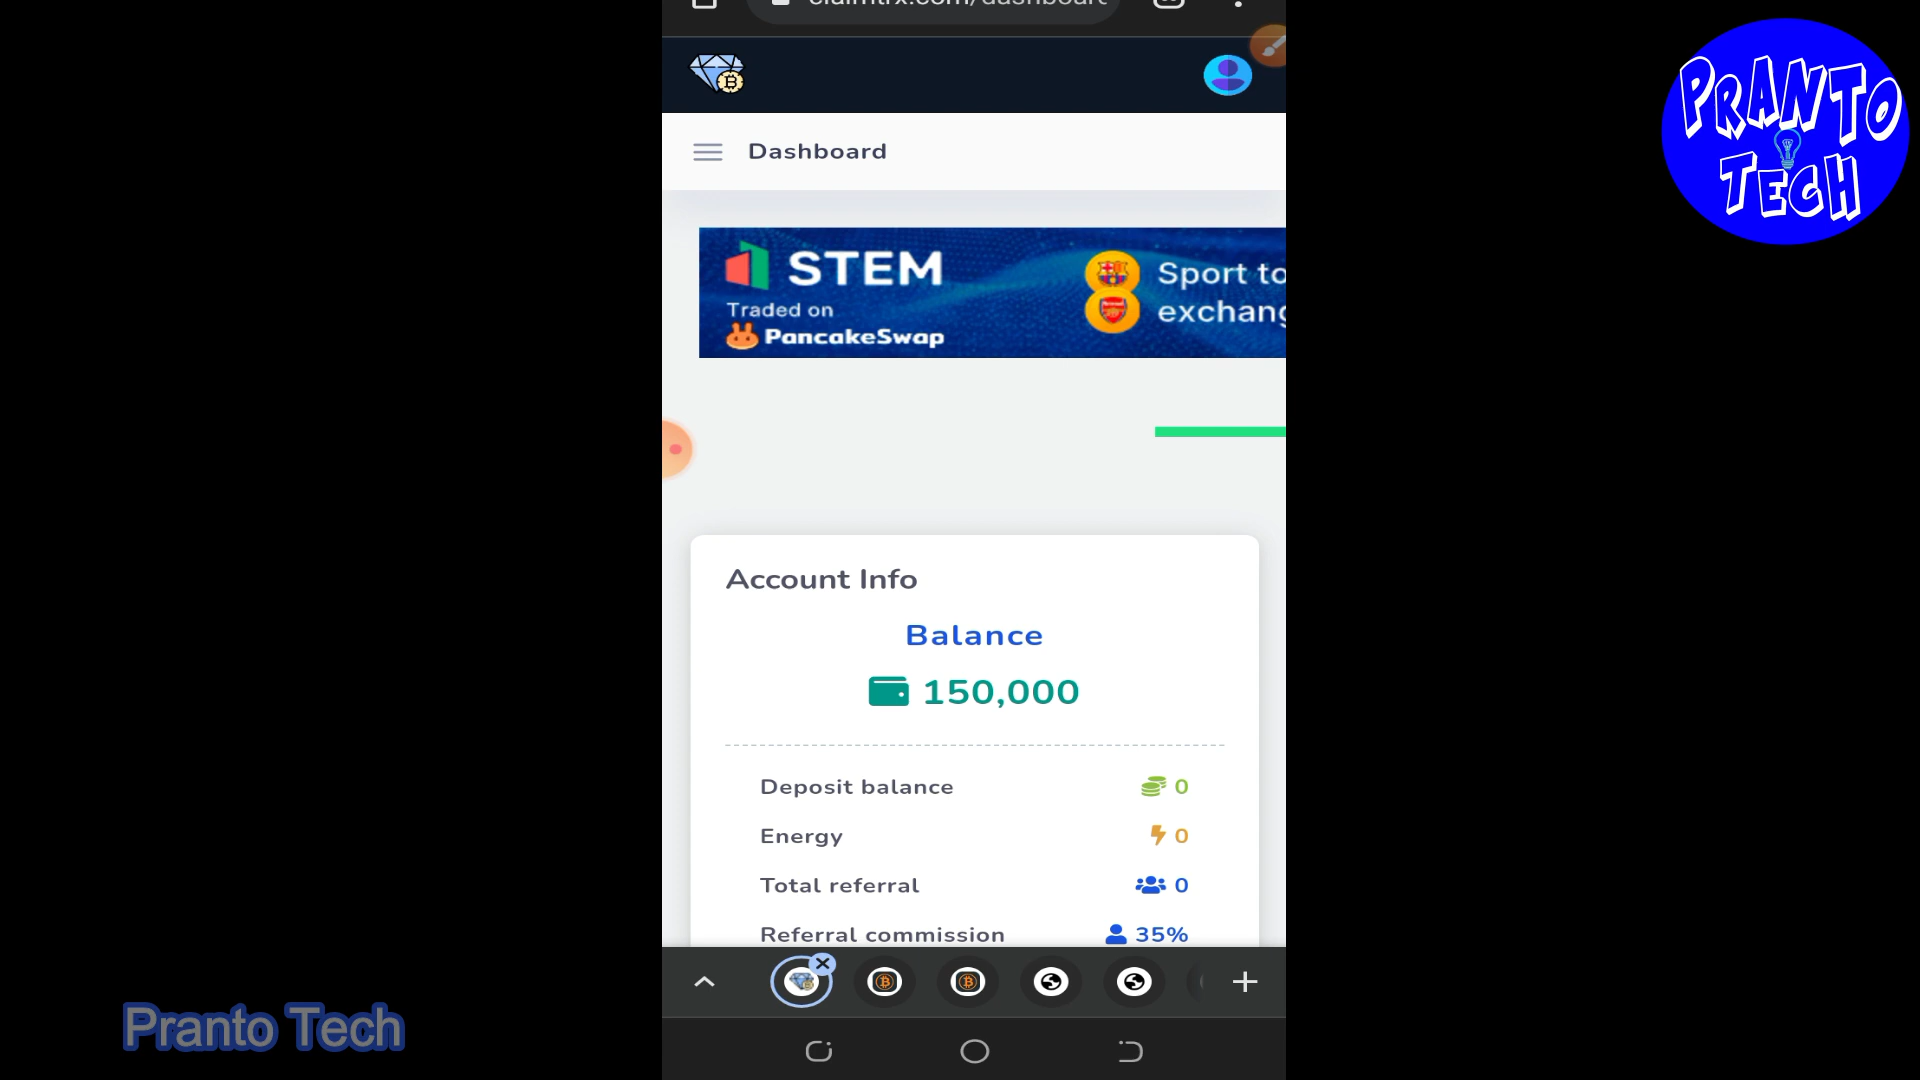 claimtrx.com/dashboar
PRANTO
TECH
Dashboard
STEM
Traded on
PancakeSwap
Sport to
exchang
Account Info
Balance
150,000
Deposit balance 0
Energy 0
Total referral 0
Referral commission 35%
Pranto Tech